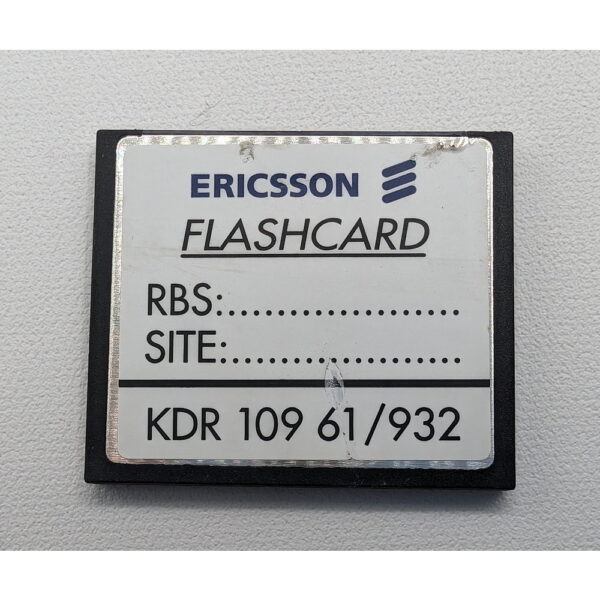 ERICSSON
FLASHCARD
RBS:...................
SITE:...................
KDR 109 61/932